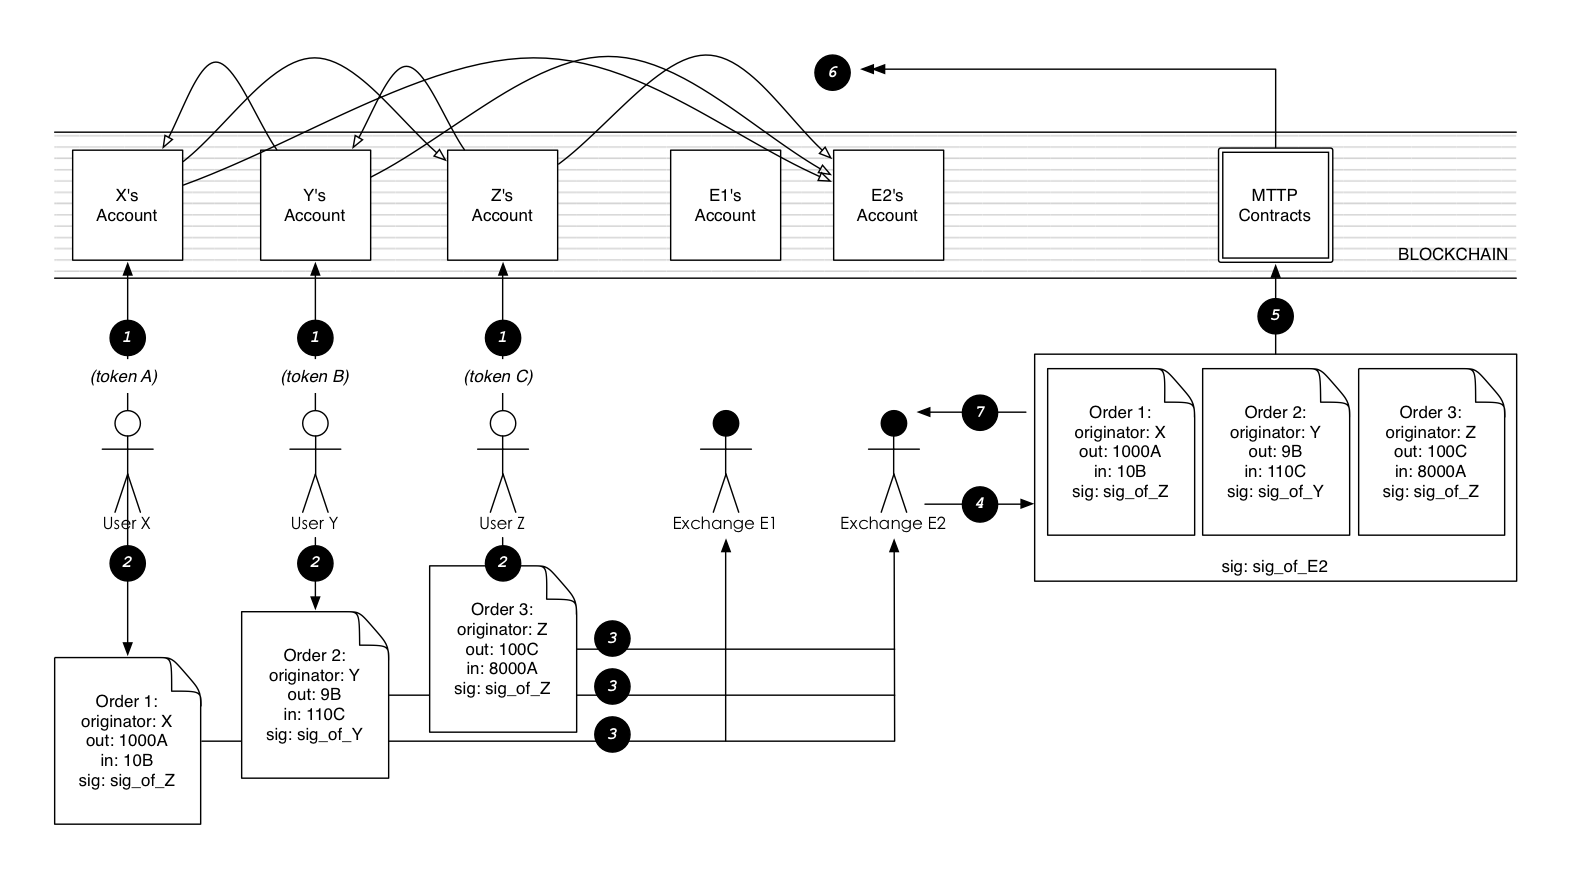 6
X's
Account
Y's
Account
Z's
Account
E1's
Account
E2's
Account
MTTP
Contracts
BLOCKCHAIN
1
1
1
5
(token A)
(token B)
(token C)
7
4
Order 1:
originator: X
out: 1000A
in: 10B
sig: sig_of_Z
Order 2:
originator: Y
out: 9B
in: 110C
sig: sig_of_Y
Order 3:
originator: Z
out: 100C
in: 8000A
sig: sig_of_Z
sig: sig_of_E2
User X
User Y
User Z
Exchange E1
Exchange E2
2
2
2
Order 3:
originator: Z
out: 100C
in: 8000A
sig: sig_of_Z
3
3
3
Order 2:
originator: Y
out: 9B
in: 110C
sig: sig_of_Y
Order 1:
originator: X
out: 1000A
in: 10B
sig: sig_of_Z